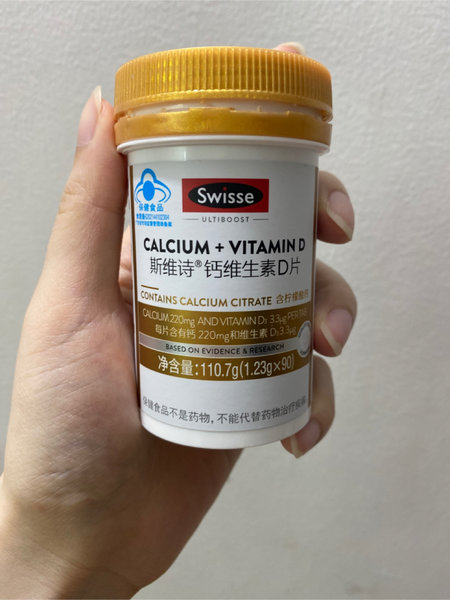 保健食品
Swisse
ULTIBOOST
CALCIUM + VITAMIN D
斯维诗®钙维生素D片
CONTAINS CALCIUM CITRATE 含柠檬酸钙
CALCIUM 220mg AND VITAMIN D₃ 3.3μg PER TAB
每片含有钙 220mg和维生素 D₃ 3.3μg
BASED ON EVIDENCE & RESEARCH
净含量:110.7g(1.23g×90)
保健食品不是药物,不能代替药物治疗疾病